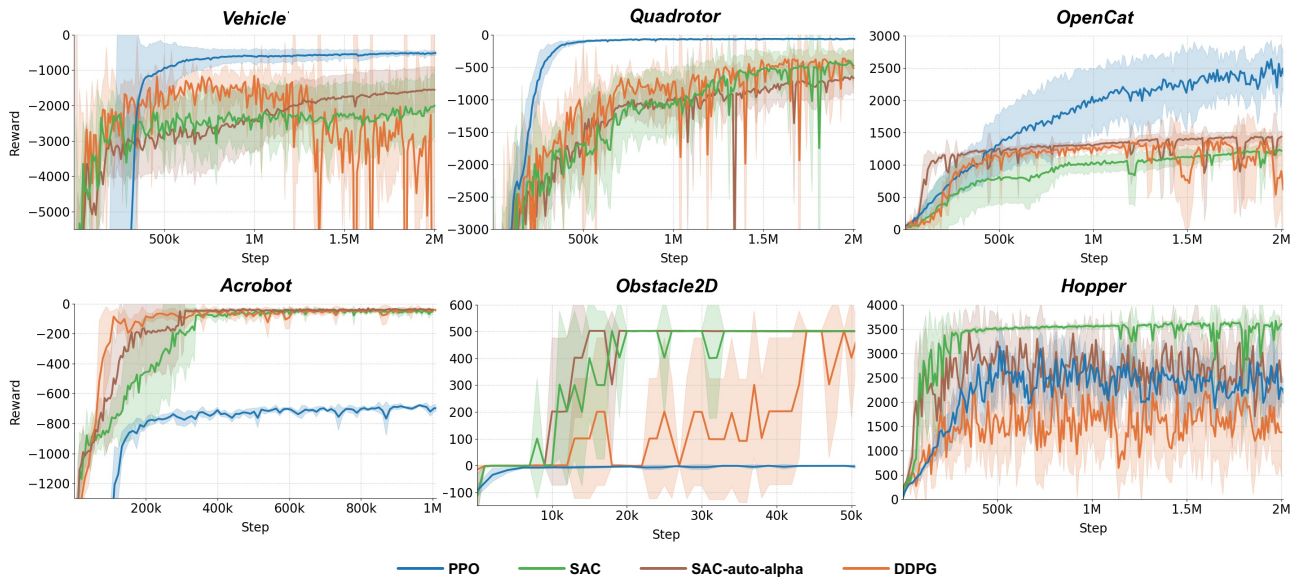 Vehicle
Quadrotor
OpenCat
Reward
0
−1000
−2000
−3000
−4000
−5000
500k
1M
1.5M
2M
Step
0
−500
−1000
−1500
−2000
−2500
−3000
500k
1M
1.5M
2M
Step
3000
2500
2000
1500
1000
500
0
500k
1M
1.5M
2M
Step
Acrobot
Obstacle2D
Hopper
Reward
0
−200
−400
−600
−800
−1000
−1200
200k
400k
600k
800k
1M
Step
600
500
400
300
200
100
0
−100
10k
20k
30k
40k
50k
Step
4000
3500
3000
2500
2000
1500
1000
500
0
500k
1M
1.5M
2M
Step
PPO SAC SAC-auto-alpha DDPG